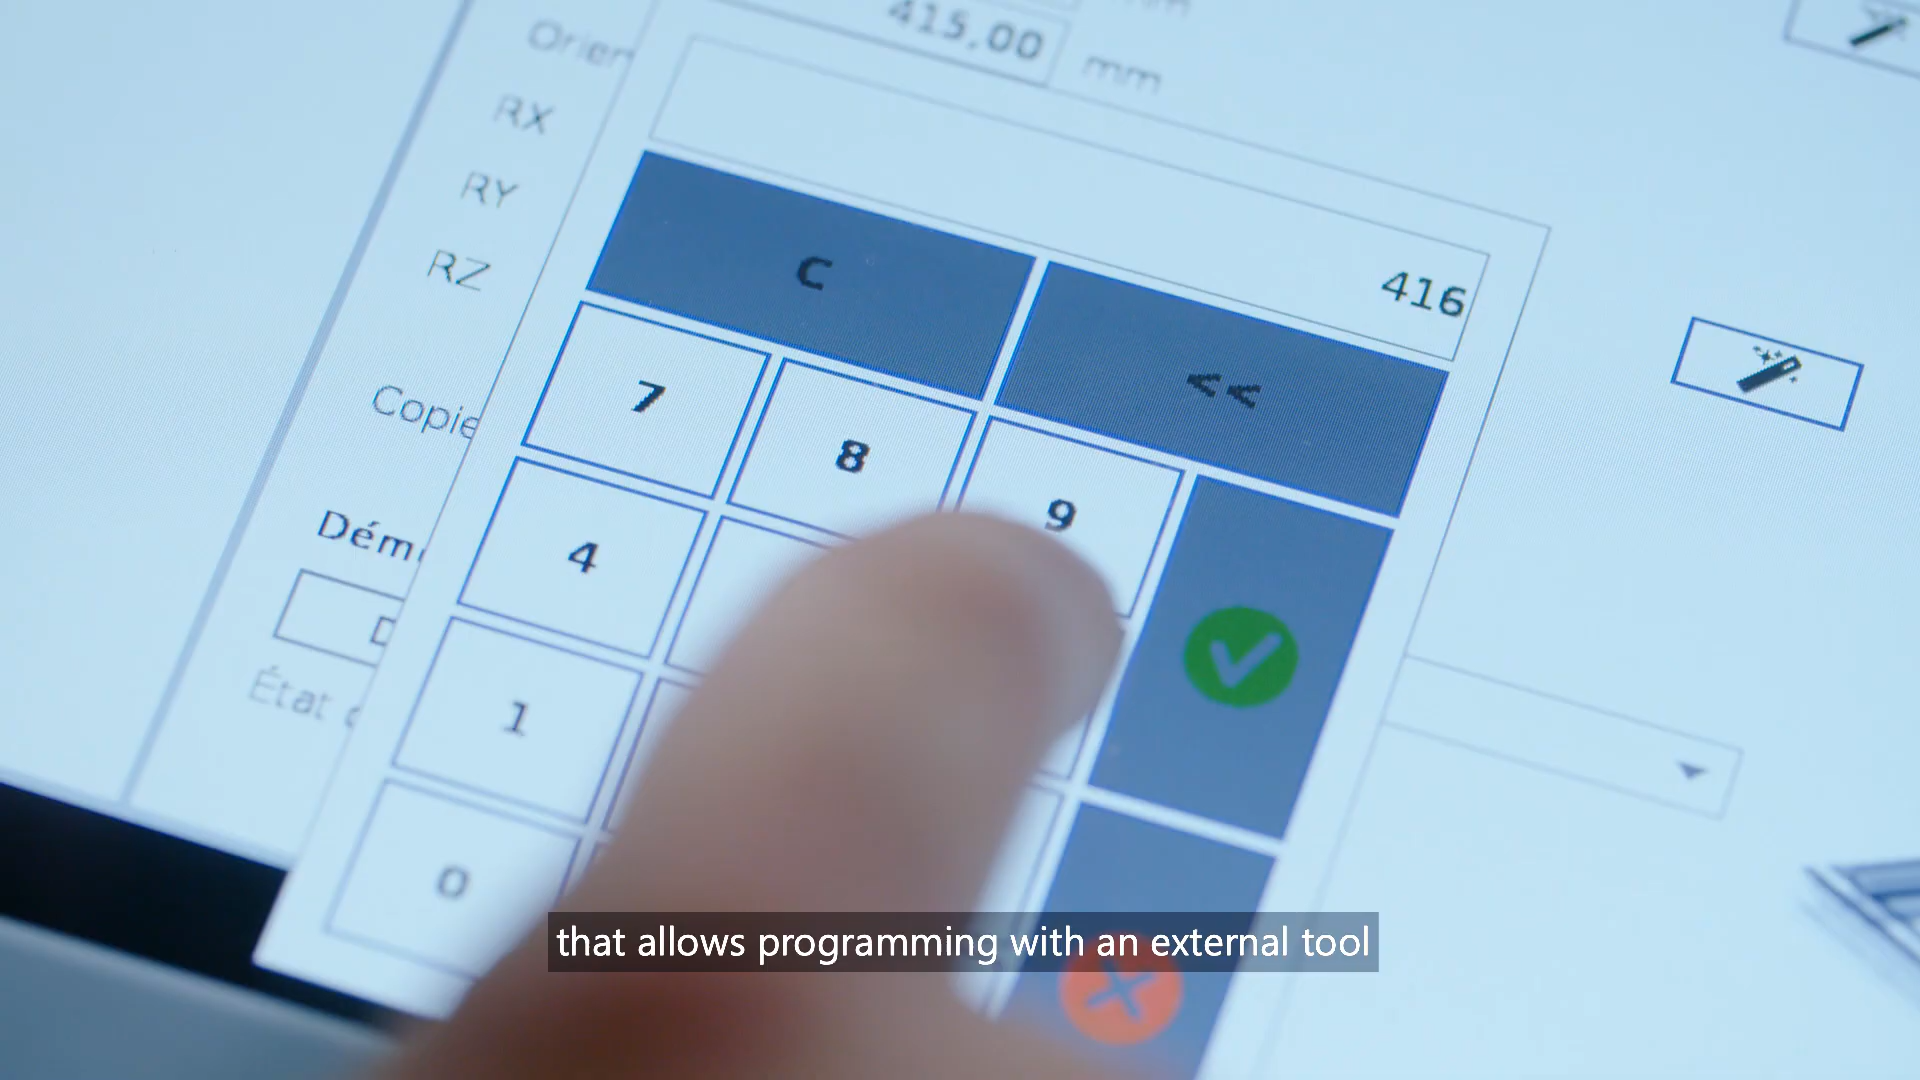 mm
415.00 mm
Orien
RX
RY
RZ
416
C <<
7 8 9
Copie
4
Dém
1
D
État
0
that allows programming with an external tool